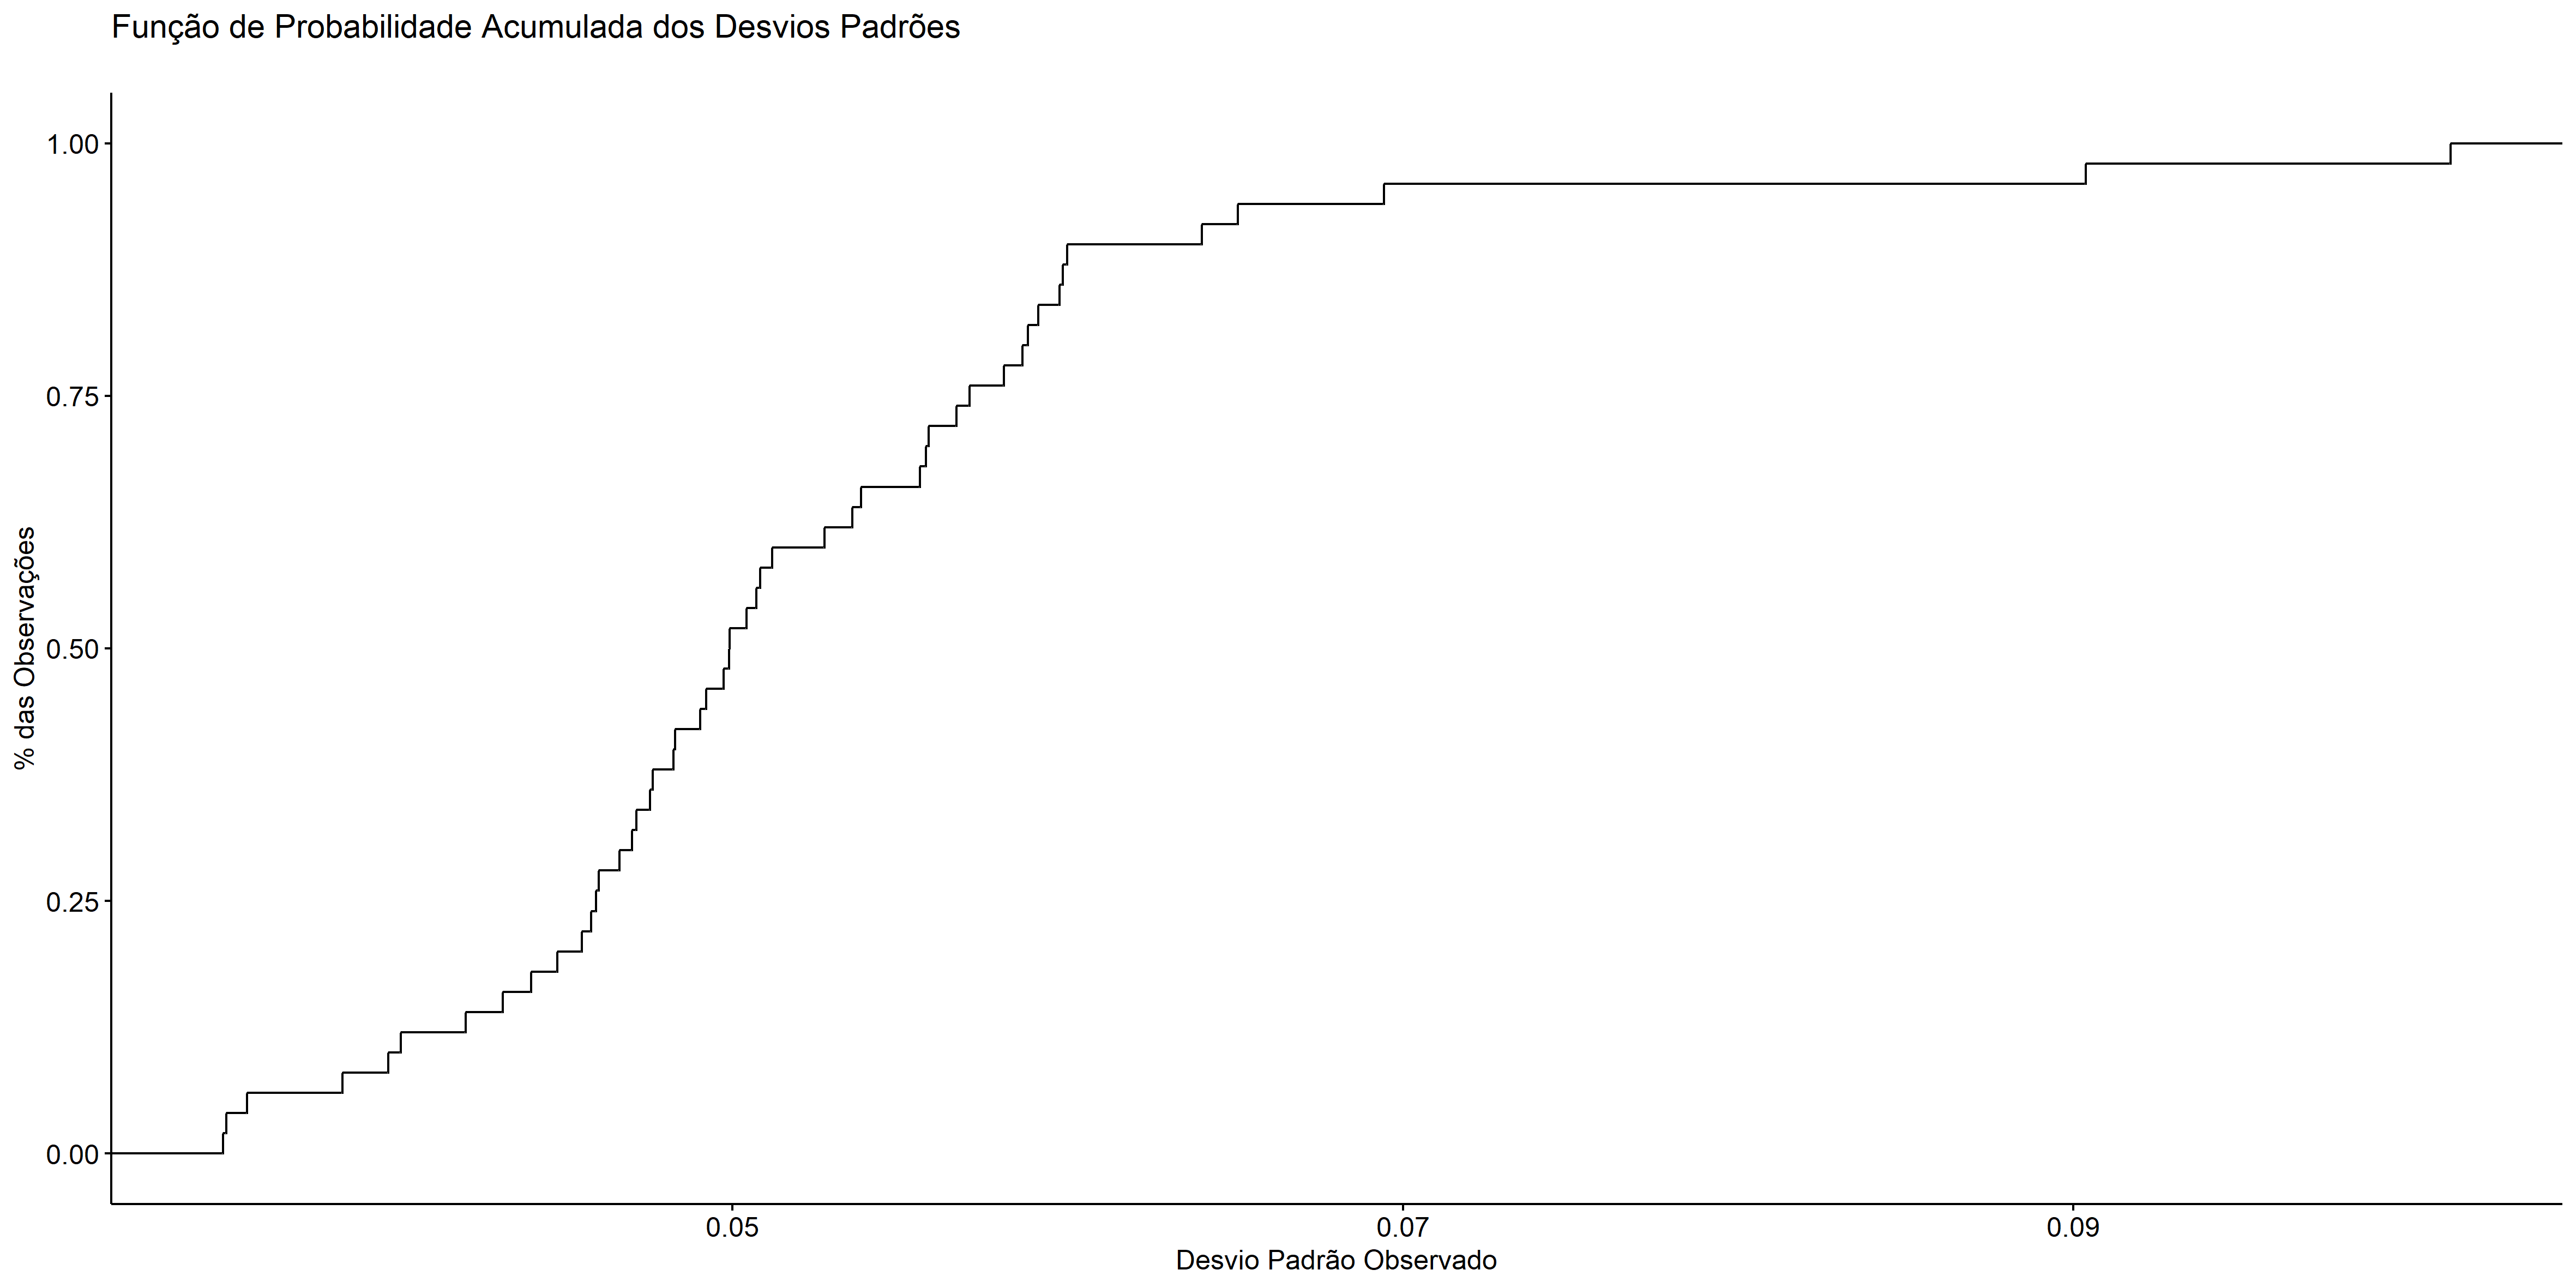 Função de Probabilidade Acumulada dos Desvios Padrões
1.00
0.75
0.50
0.25
0.00
% das Observações
0.05
0.07
0.09
Desvio Padrão Observado